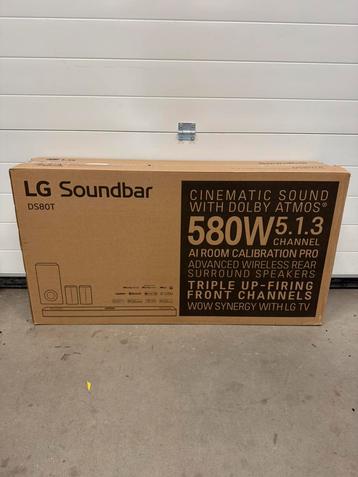 LG
LG Soundbar
DS80T
CINEMATIC SOUND
WITH DOLBY ATMOS®
580W 5.1.3
CHANNEL
AI ROOM CALIBRATION PRO
ADVANCED WIRELESS REAR
SURROUND SPEAKERS
TRIPLE UP-FIRING
FRONT CHANNELS
WOW SYNERGY WITH LG TV